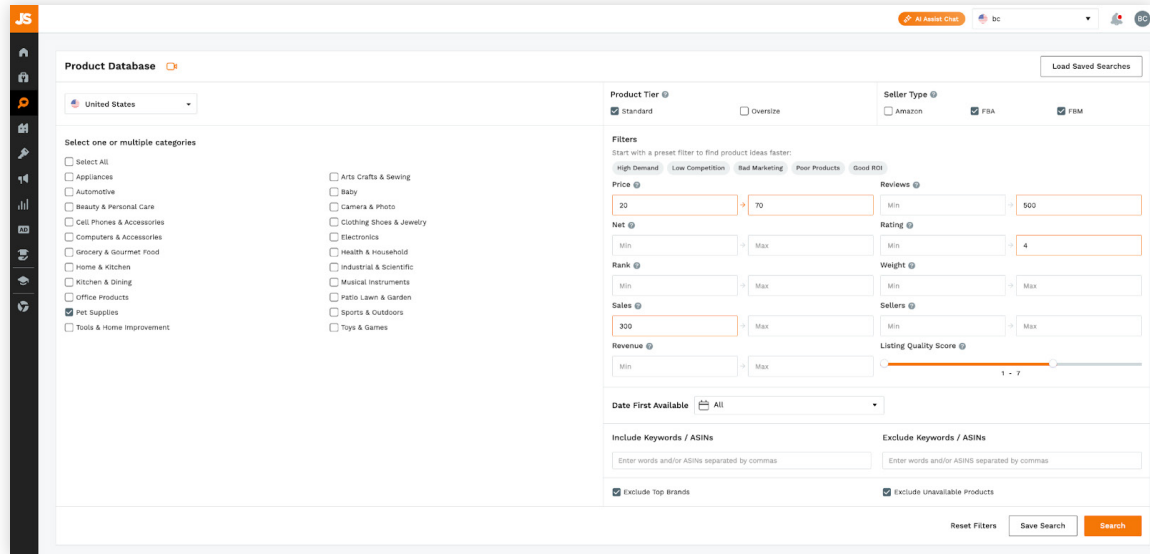 JS
AI Assist Chat
bc
BC
Product Database
Load Saved Searches
United States
Product Tier
Standard
Oversize
Seller Type
Amazon
FBA
FBM
Select one or multiple categories
Select All
Appliances
Arts Crafts & Sewing
Automotive
Baby
Beauty & Personal Care
Camera & Photo
Cell Phones & Accessories
Clothing Shoes & Jewelry
Computers & Accessories
Electronics
Grocery & Gourmet Food
Health & Household
Home & Kitchen
Industrial & Scientific
Kitchen & Dining
Musical Instruments
Office Products
Patio Lawn & Garden
Pet Supplies
Sports & Outdoors
Tools & Home Improvement
Toys & Games
Filters
Start with a preset filter to find product ideas faster:
High Demand
Low Competition
Bad Marketing
Poor Products
Good ROI
Price
20
70
Reviews
Min
500
Net
Min
Max
Rating
Min
4
Rank
Min
Max
Weight
Min
Max
Sales
300
Max
Sellers
Min
Max
Revenue
Min
Max
Listing Quality Score
1 - 7
Date First Available
All
Include Keywords / ASINs
Enter words and/or ASINs separated by commas
Exclude Keywords / ASINs
Enter words and/or ASINS separated by commas
Exclude Top Brands
Exclude Unavailable Products
Reset Filters
Save Search
Search
AD